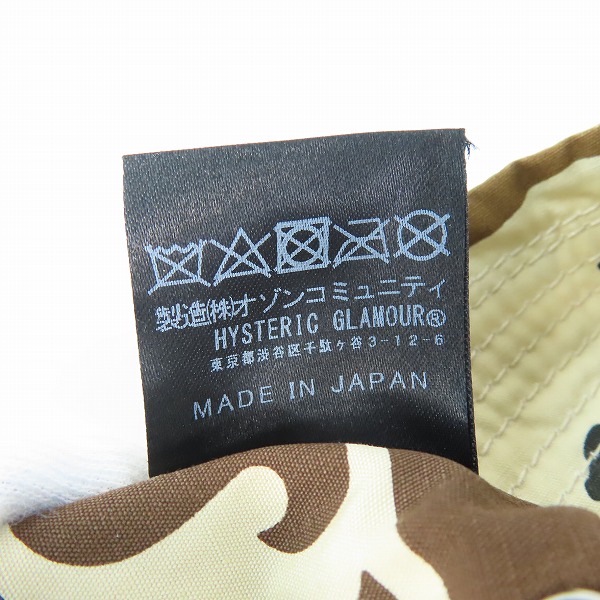 製造(株)オゾンコミュニティ
HYSTERIC GLAMOUR®
東京都渋谷区千駄ヶ谷3-12-6
MADE IN JAPAN